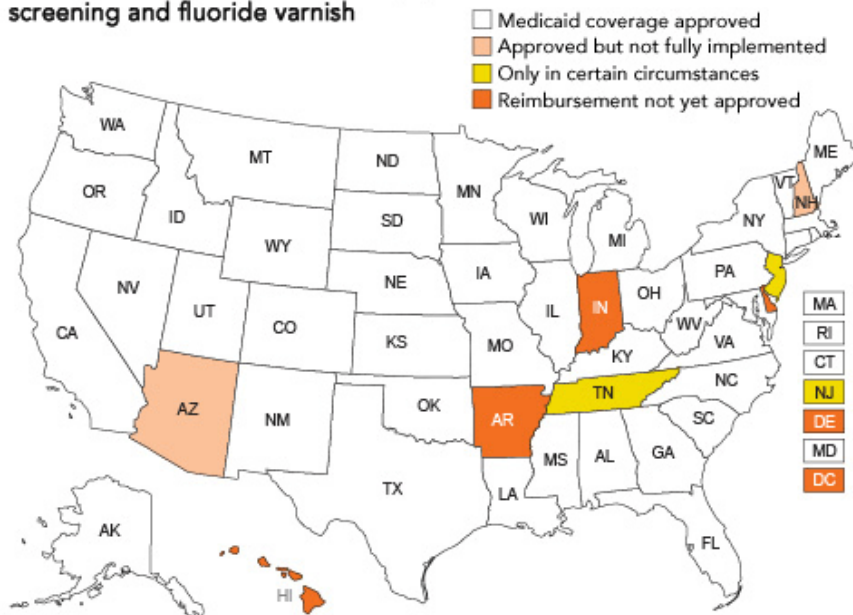 screening and fluoride varnish
Medicaid coverage approved
Approved but not fully implemented
Only in certain circumstances
Reimbursement not yet approved
WA
MT
ND
MN
ME
VT
NH
OR
ID
SD
WI
NY
WY
MI
IA
PA
NV
NE
OH
UT
IL
IN
MA
CO
WV
RI
CA
KS
MO
VA
KY
CT
NC
NJ
AZ
OK
TN
NM
AR
SC
DE
MS
AL
GA
MD
TX
LA
DC
AK
FL
HI